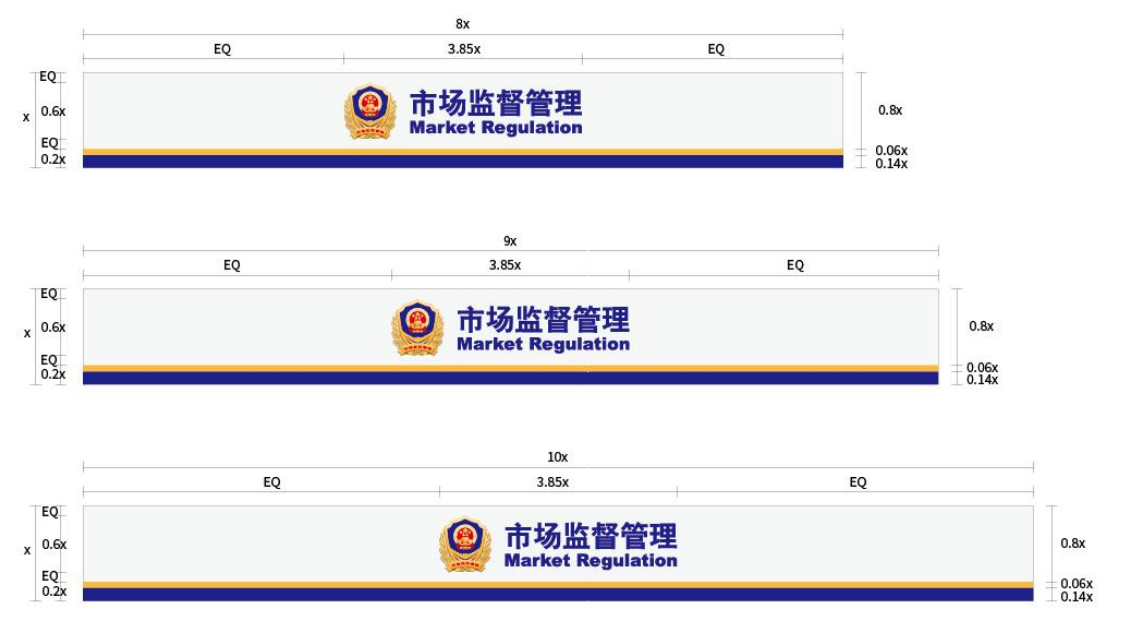 8x
EQ 3.85x EQ
EQ
0.6x
x
EQ
0.2x
市场监督管理
Market Regulation
0.8x
0.06x
0.14x
9x
EQ 3.85x EQ
EQ
0.6x
x
EQ
0.2x
市场监督管理
Market Regulation
0.8x
0.06x
0.14x
10x
EQ 3.85x EQ
EQ
0.6x
x
EQ
0.2x
市场监督管理
Market Regulation
0.8x
0.06x
0.14x